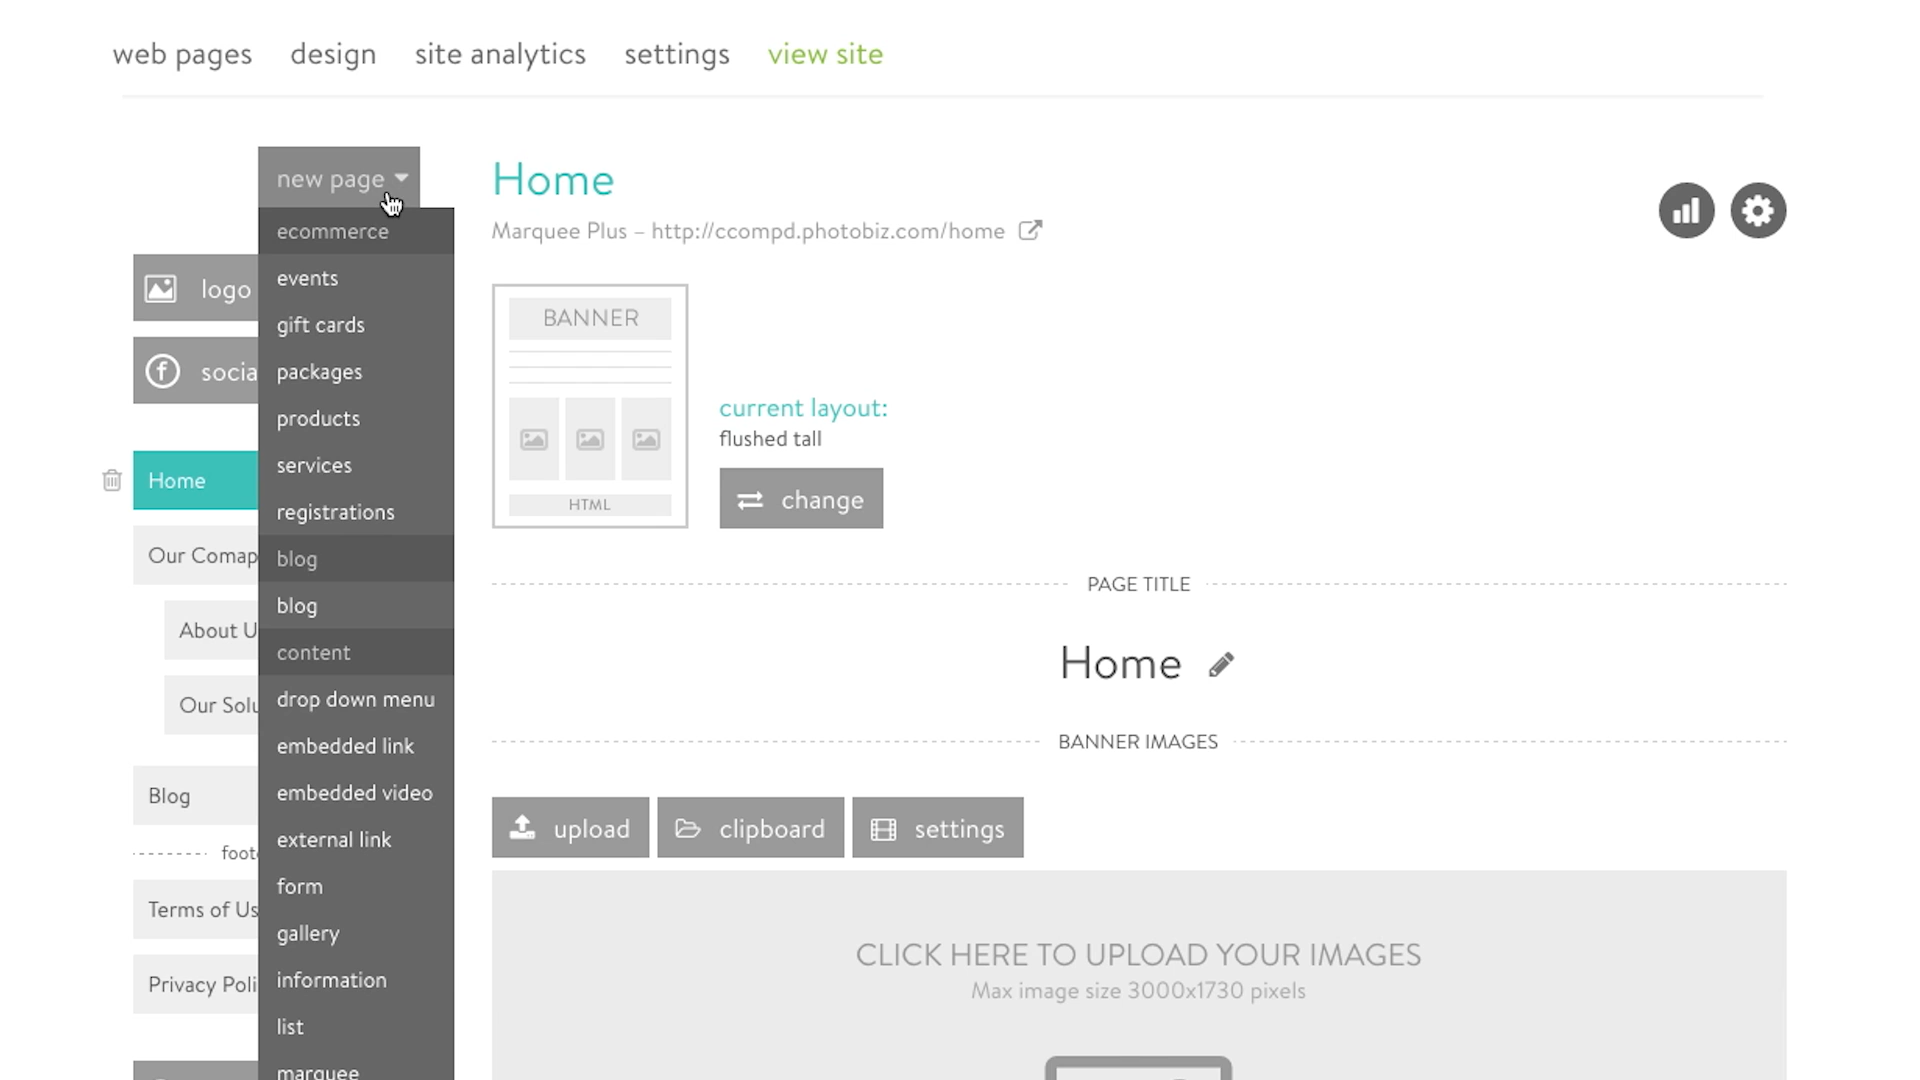 web pages design site analytics settings view site
new page
ecommerce
events
gift cards
packages
products
services
registrations
blog
blog
content
drop down menu
embedded link
embedded video
external link
form
gallery
information
list
marquee
logo
socia
Home
Our Comap
About U
Our Solu
Blog
foot
Terms of Us
Privacy Poli
Home
Marquee Plus – http://ccompd.photobiz.com/home
BANNER
HTML
current layout:
flushed tall
change
PAGE TITLE
Home
BANNER IMAGES
upload clipboard settings
CLICK HERE TO UPLOAD YOUR IMAGES
Max image size 3000x1730 pixels